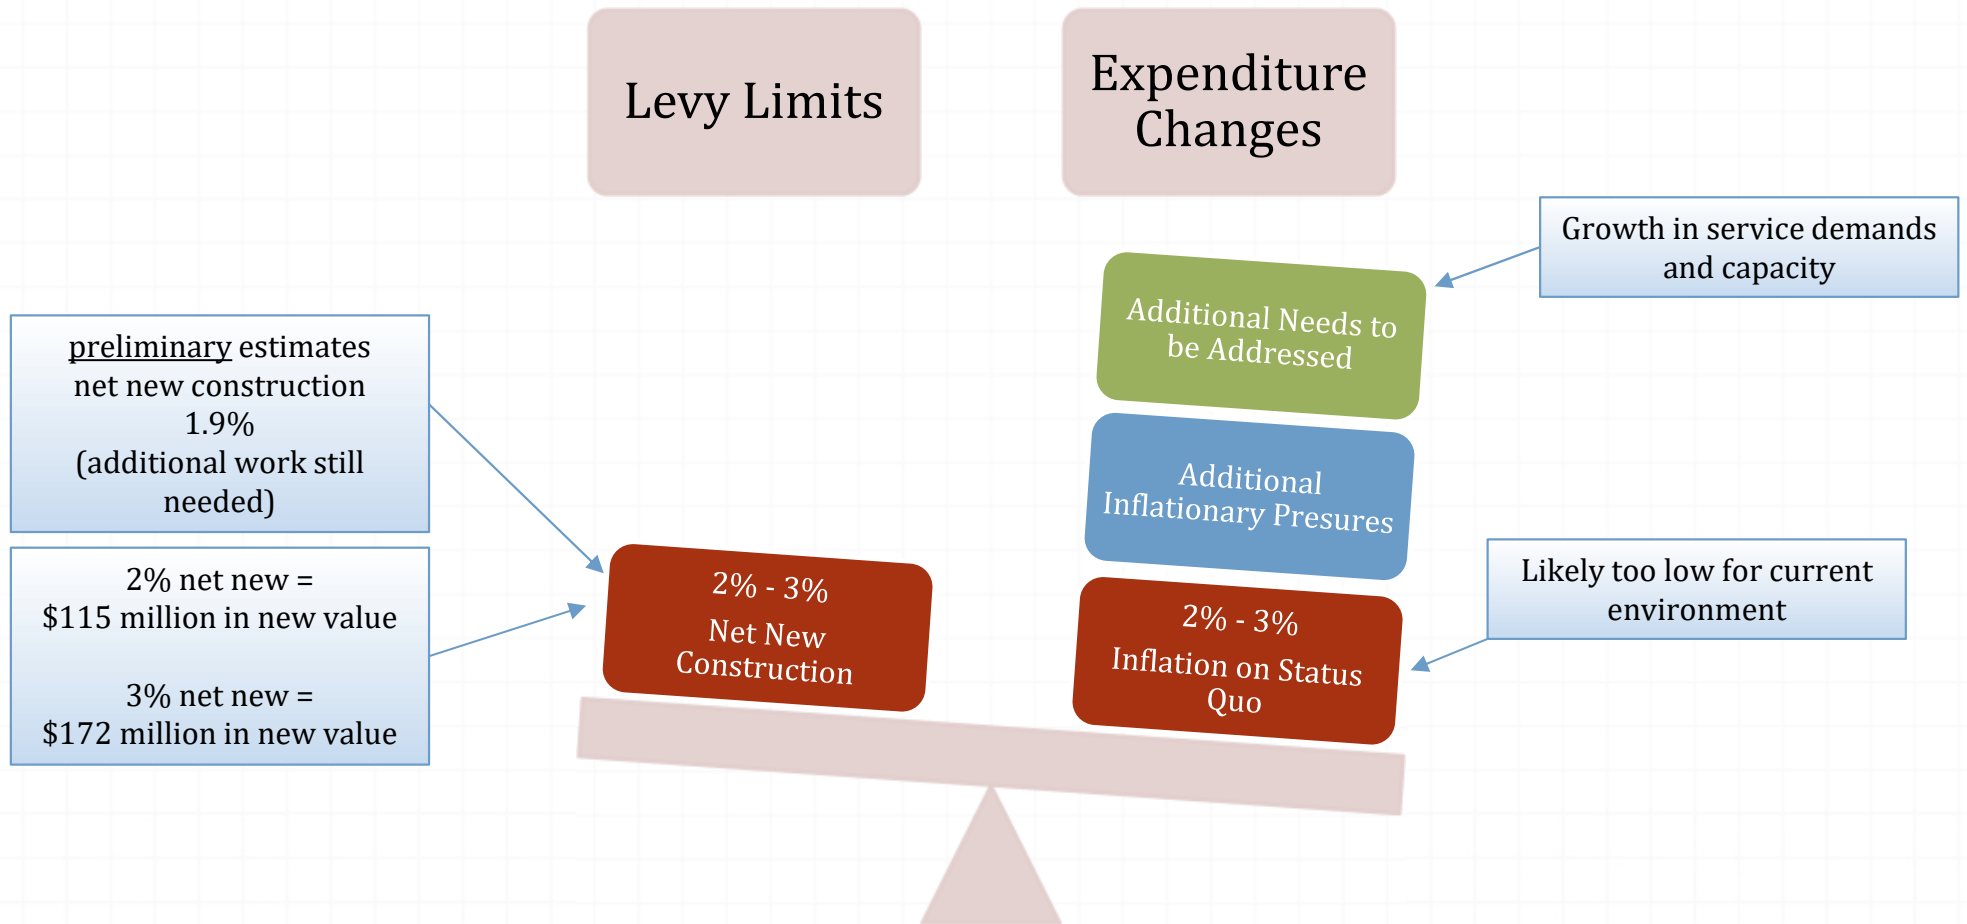 Levy Limits
Expenditure
Changes
Growth in service demands
and capacity
Additional Needs to
be Addressed
preliminary estimates
net new construction
1.9%
(additional work still
needed)
Additional
Inflationary Presures
2% net new =
$115 million in new value
3% net new =
$172 million in new value
2% - 3%
Net New
Construction
2% - 3%
Inflation on Status
Quo
Likely too low for current
environment